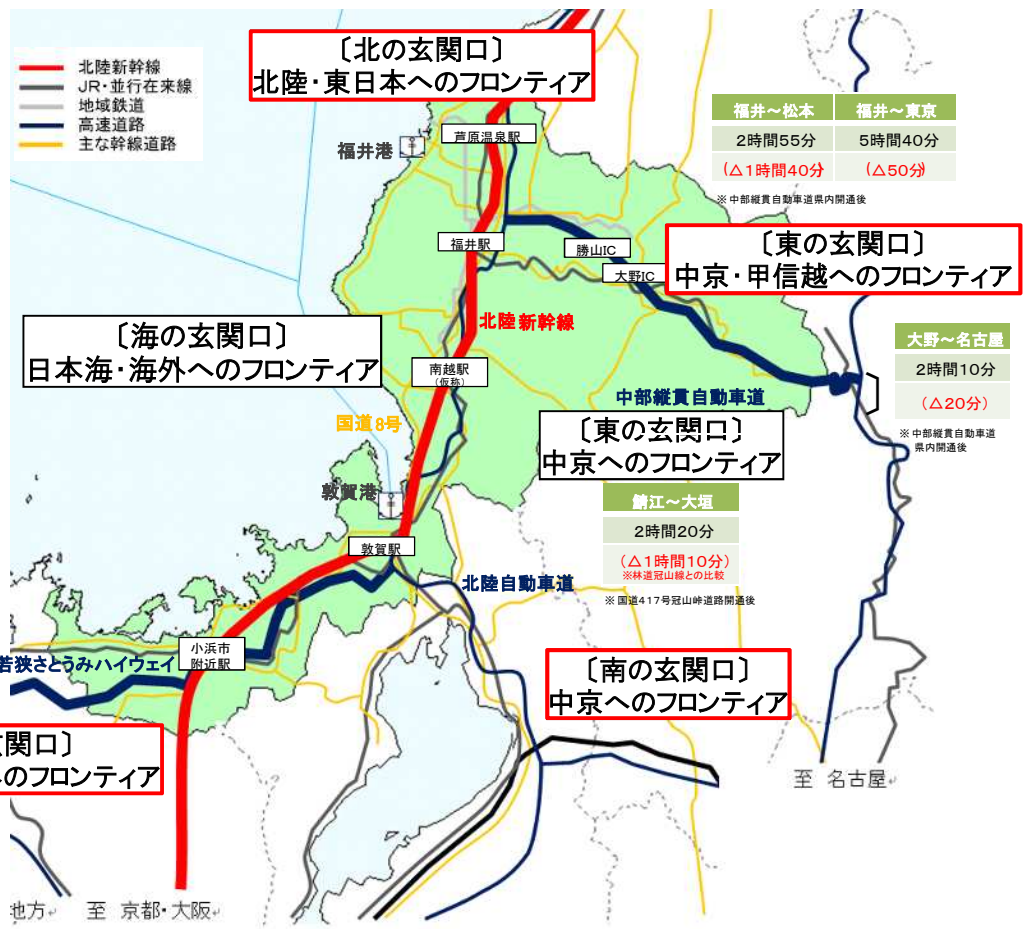 〔北の玄関口〕
北陸・東日本へのフロンティア
北陸新幹線
JR・並行在来線
地域鉄道
高速道路
主な幹線道路
福井港
芦原温泉駅
福井～松本
福井～東京
2時間55分
5時間40分
(△1時間40分)
(△50分)
※中部縦貫自動車道県内開通後
福井駅
勝山IC
大野IC
〔東の玄関口〕
中京・甲信越へのフロンティア
〔海の玄関口〕
日本海・海外へのフロンティア
北陸新幹線
大野～名古屋
2時間10分
(△20分)
※中部縦貫自動車道
県内開通後
南越駅
(仮称)
中部縦貫自動車道
国道8号
〔東の玄関口〕
中京へのフロンティア
敦賀港
鯖江～大垣
2時間20分
(△1時間10分)
※林道冠山線との比較
※国道417号冠山峠道路開通後
敦賀駅
北陸自動車道
小浜市
附近駅
若狭さとうみハイウェイ
〔南の玄関口〕
中京へのフロンティア
関口〕
のフロンティア
至 名古屋
地方
至 京都・大阪